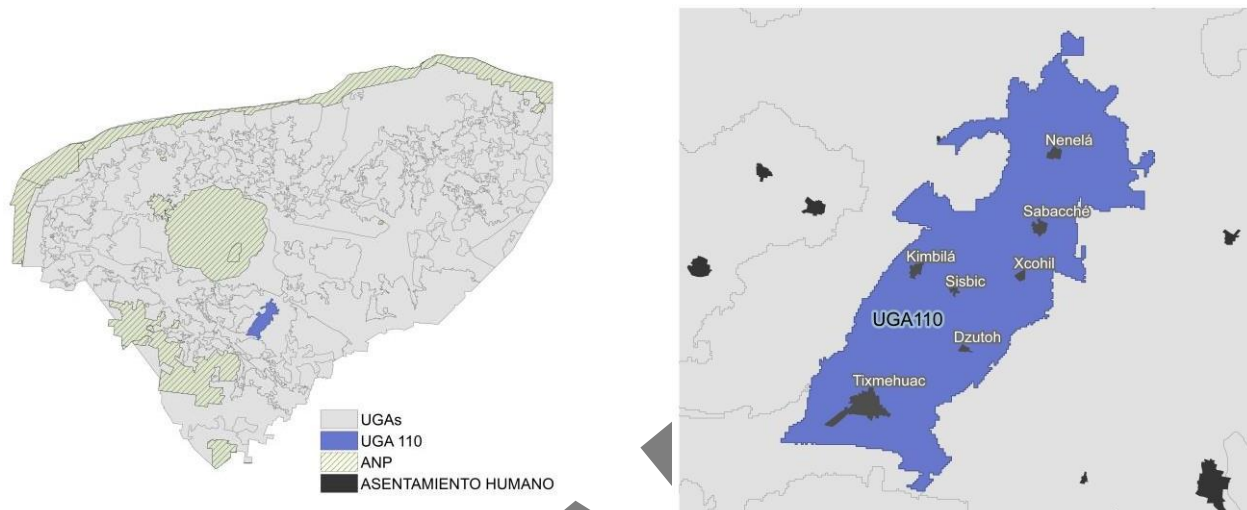 UGAs
UGA 110
ANP
ASENTAMIENTO HUMANO
Nenelá
Sabacché
Kimbilá
Xcohil
Sisbic
UGA110
Dzutoh
Tixmehuac